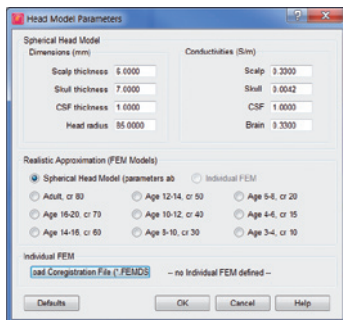 Head Model Parameters
Spherical Head Model
Dimensions (mm)
Conductivities (S/m)
Scalp thickness 6.0000
Scalp 0.3300
Skull thickness 7.0000
Skull 0.0042
CSF thickness 1.0000
CSF 1.0000
Head radius 85.0000
Brain 0.3300
Realistic Approximation (FEM Models)
Spherical Head Model (parameters ab
Individual FEM
Adult, cr 80
Age 12-14, cr 50
Age 6-8, cr 20
Age 16-20, cr 70
Age 10-12, cr 40
Age 4-6, cr 15
Age 14-16, cr 60
Age 8-10, cr 30
Age 3-4, cr 10
Individual FEM
oad Coregistration File (*.FEMDS
-- no Individual FEM defined --
Defaults
OK
Cancel
Help